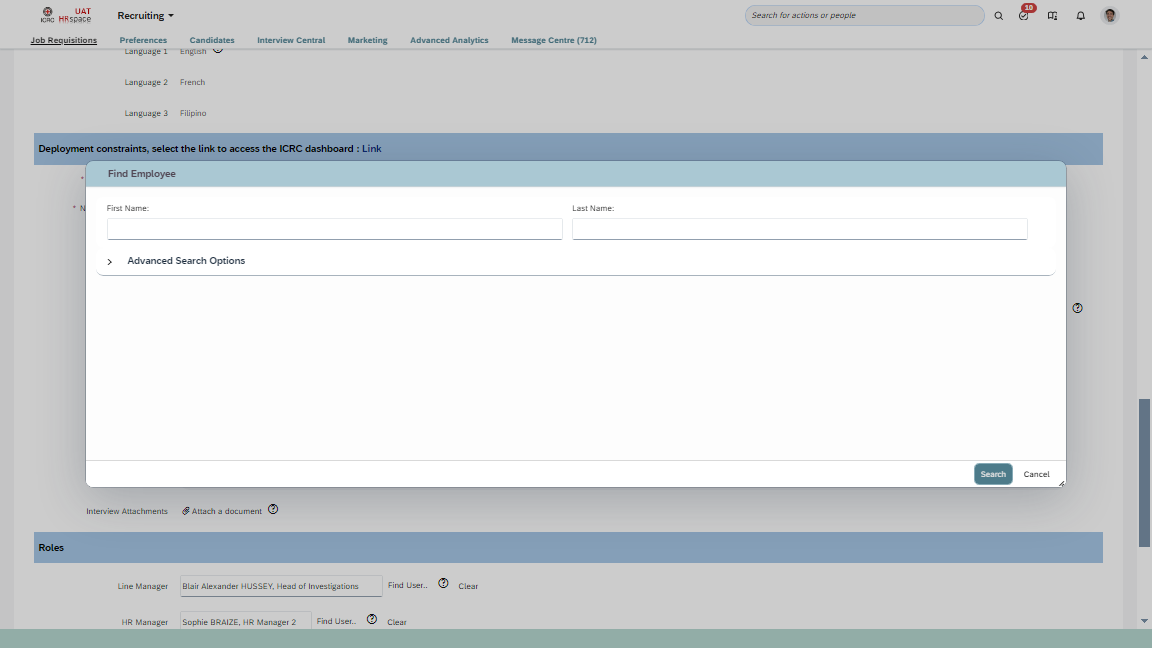 ICRC UAT HRspace
Recruiting
Search for actions or people
10
Job Requisitions Preferences Candidates Interview Central Marketing Advanced Analytics Message Centre (712)
Language 1 English
Language 2 French
Language 3 Filipino
Deployment constraints, select the link to access the ICRC dashboard : Link
Find Employee
* N
First Name: Last Name:
Advanced Search Options
Search Cancel
Interview Attachments Attach a document
Roles
Line Manager Blair Alexander HUSSEY, Head of Investigations Find User.. Clear
HR Manager Sophie BRAIZE, HR Manager 2 Find User.. Clear